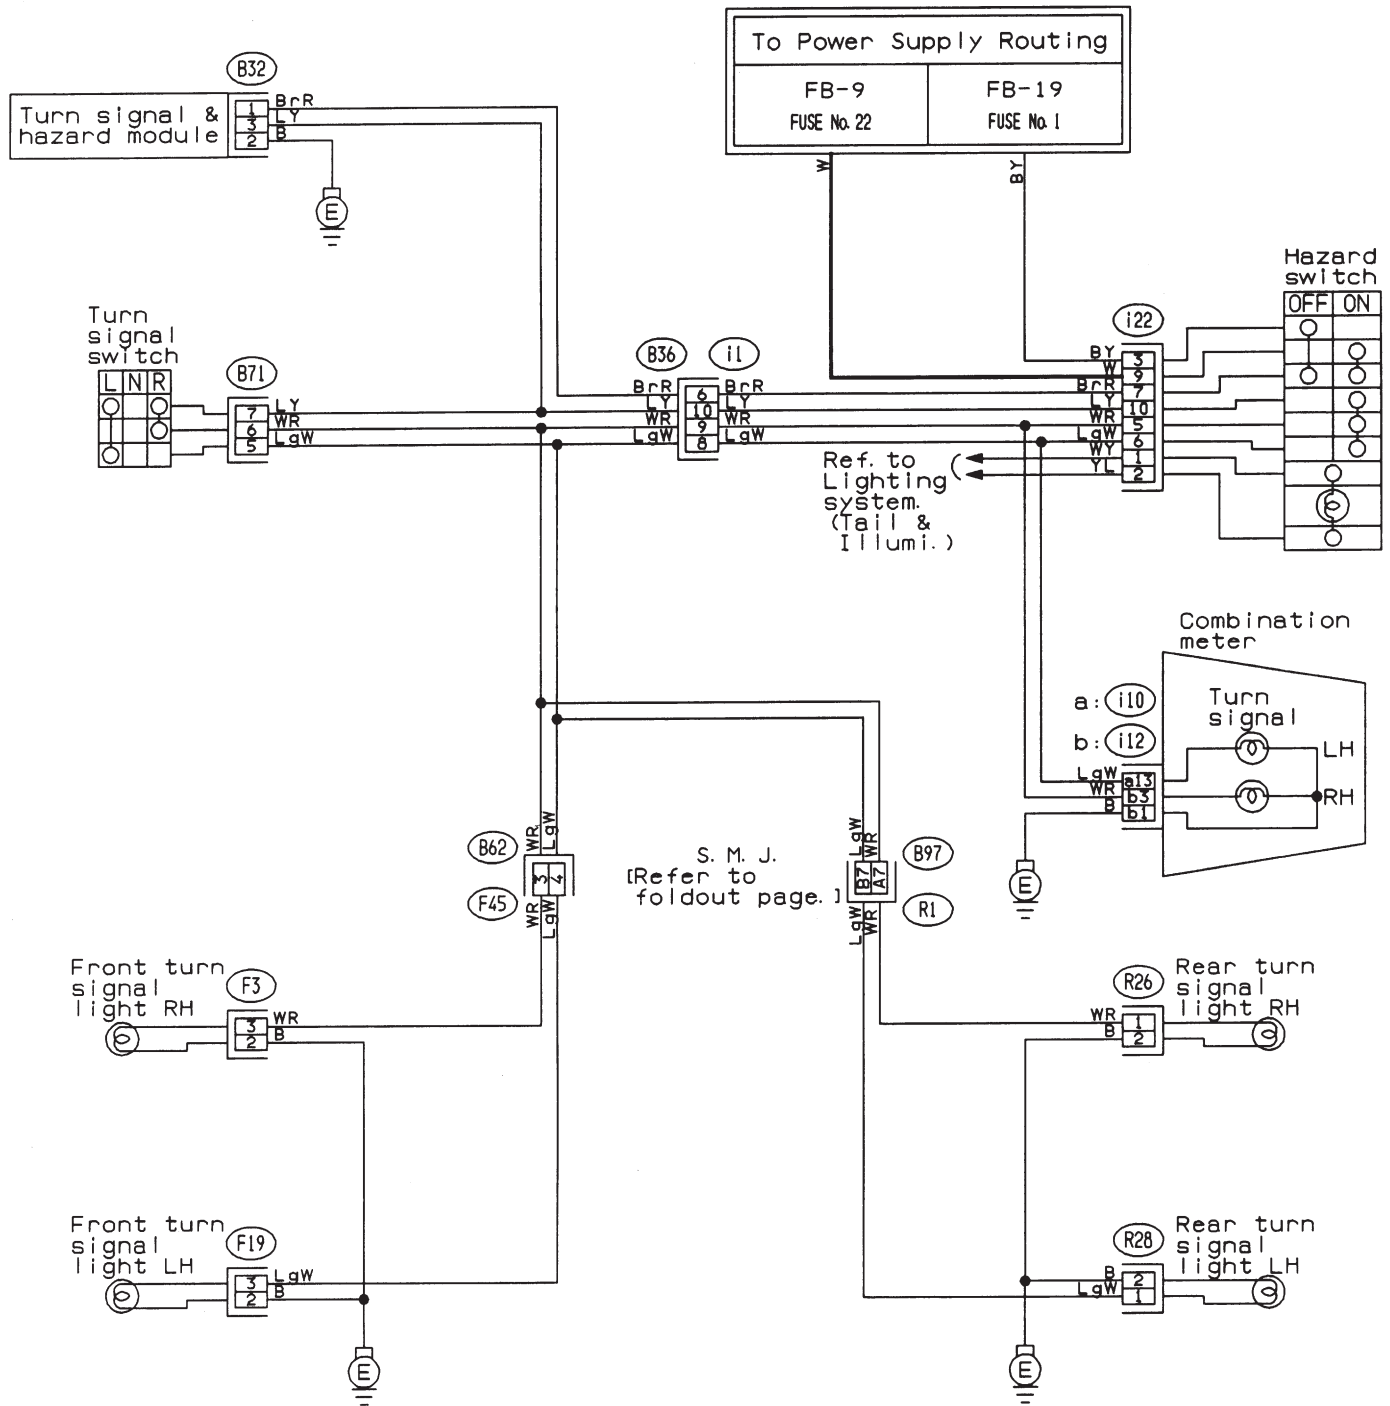 To Power Supply Routing
FB-9
FUSE No. 22
FB-19
FUSE No. 1
W
BY
B32
Turn signal &
hazard module
1
3
2
BrR
LY
B
E
Turn
signal
switch
L N R
B71
7
6
5
LY
WR
LgW
B36
i1
BrR
LY
WR
LgW
6
10
9
8
BrR
LY
WR
LgW
i22
BY
W
BrR
LY
WR
LgW
WY
YL
3
9
7
10
5
6
1
2
Hazard
switch
OFF ON
Ref. to
Lighting
system.
(Tail &
Illumi.)
Combination
meter
a: i10
b: i12
Turn
signal
LH
RH
LgW
WR
B
a13
b3
b1
E
WR
LgW
B62
3
4
F45
WR
LgW
S. M. J.
[Refer to
foldout page. ]
LgW
WR
B97
B7
A7
R1
LgW
WR
Front turn
signal
light RH
F3
3
2
WR
B
Rear turn
signal
light RH
R26
WR
B
1
2
Front turn
signal
light LH
F19
3
2
LgW
B
E
Rear turn
signal
light LH
R28
B
LgW
2
1
E